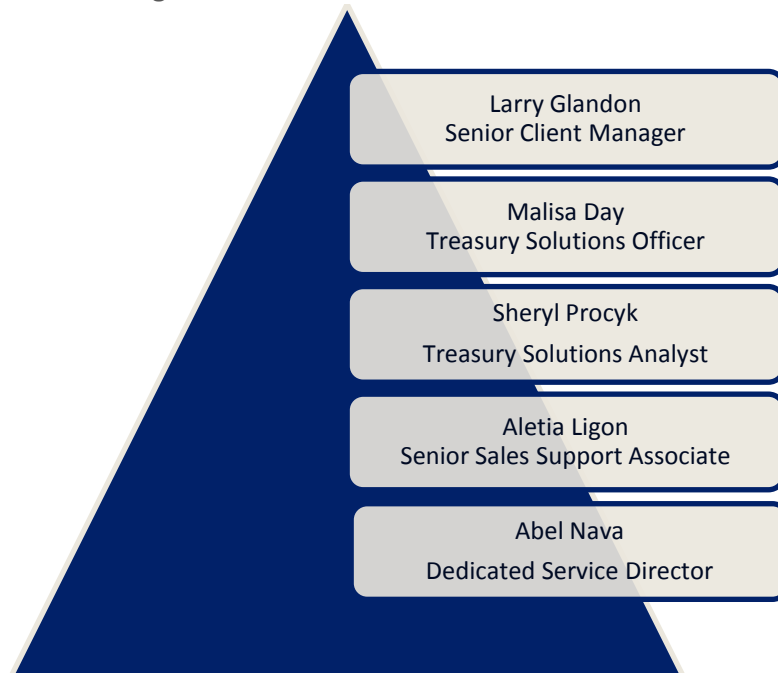 Larry Glandon
Senior Client Manager
Malisa Day
Treasury Solutions Officer
Sheryl Procyk
Treasury Solutions Analyst
Aletia Ligon
Senior Sales Support Associate
Abel Nava
Dedicated Service Director